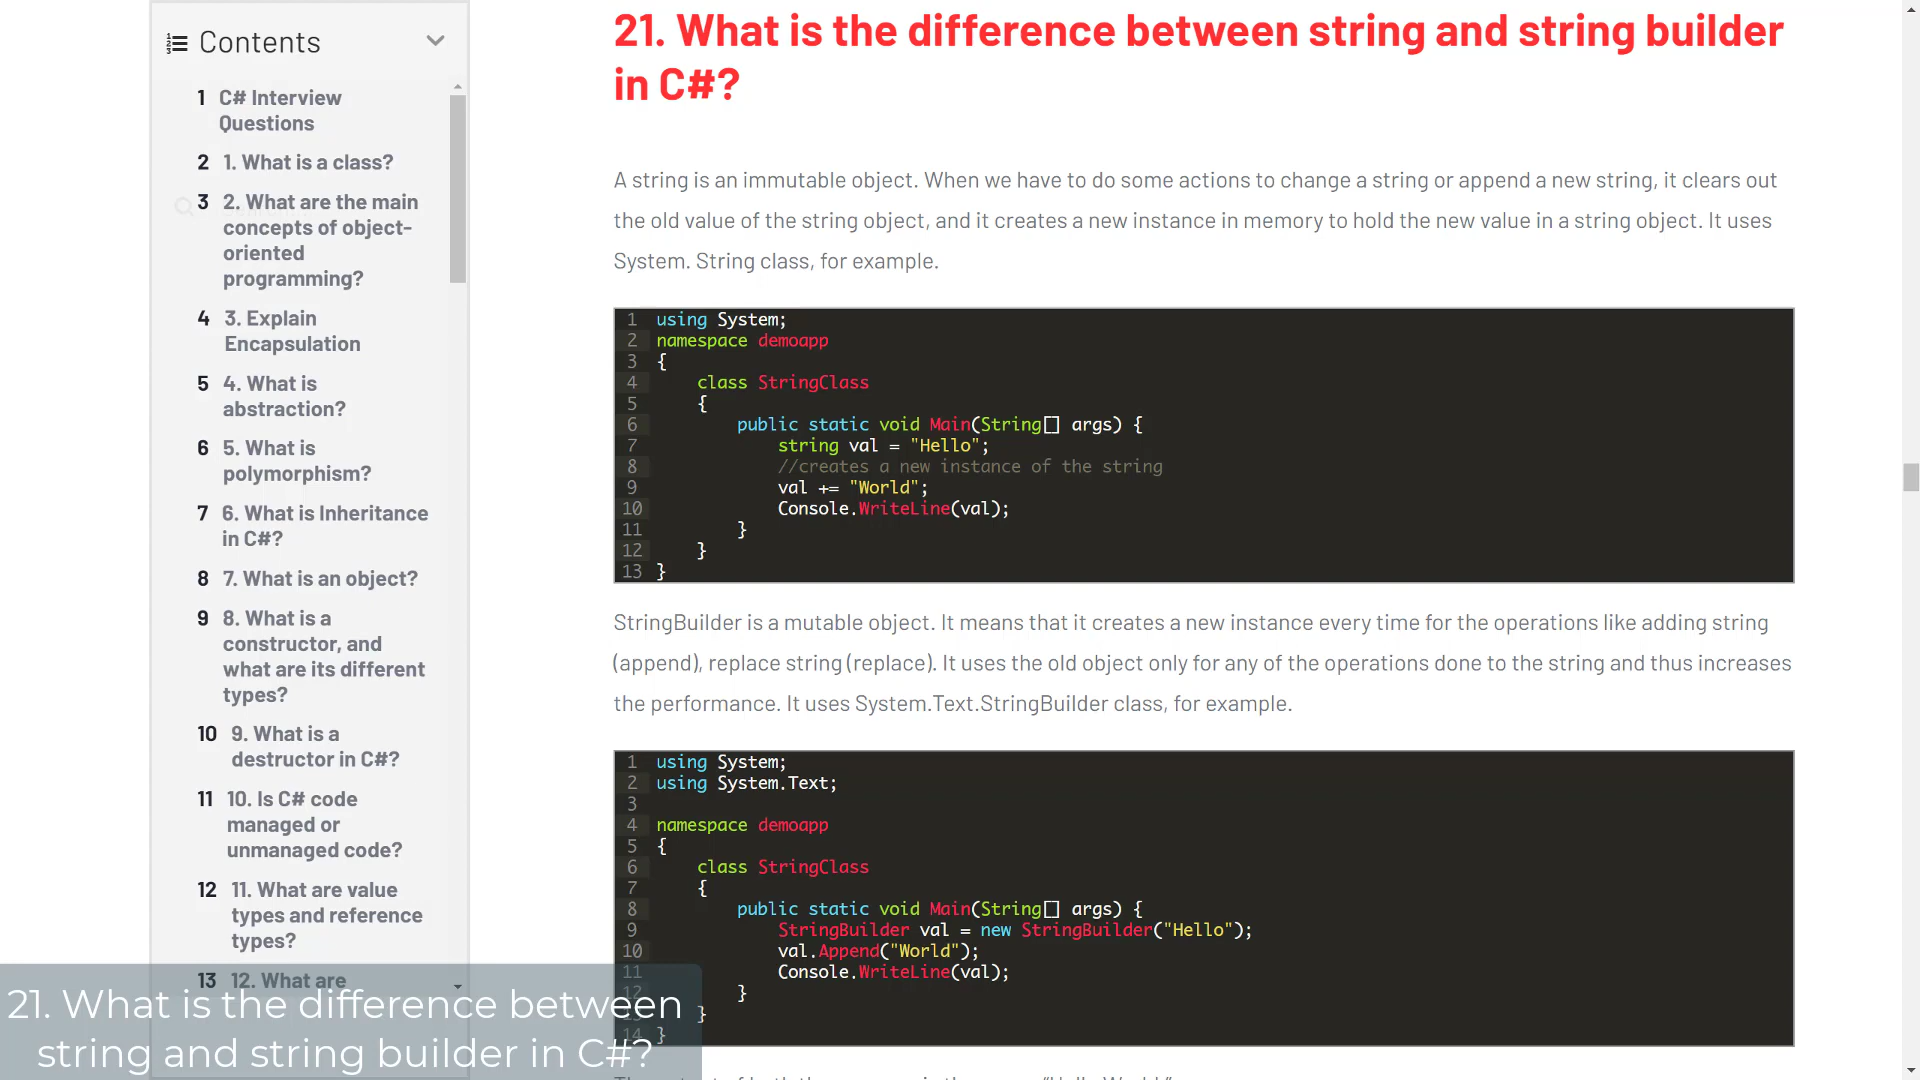 Contents
1 C# Interview
Questions
2 1. What is a class?
3 2. What are the main
concepts of object-
oriented
programming?
4 3. Explain
Encapsulation
5 4. What is
abstraction?
6 5. What is
polymorphism?
7 6. What is Inheritance
in C#?
8 7. What is an object?
9 8. What is a
constructor, and
what are its different
types?
10 9. What is a
destructor in C#?
11 10. Is C# code
managed or
unmanaged code?
12 11. What are value
types and reference
types?
13 12. What are
21. What is the difference between string and string builder
in C#?
A string is an immutable object. When we have to do some actions to change a string or append a new string, it clears out
the old value of the string object, and it creates a new instance in memory to hold the new value in a string object. It uses
System. String class, for example.
1 using System;
2 namespace demoapp
3 {
4 class StringClass
5 {
6 public static void Main(String[] args) {
7 string val = "Hello";
8 //creates a new instance of the string
9 val += "World";
10 Console.WriteLine(val);
11 }
12 }
13 }
StringBuilder is a mutable object. It means that it creates a new instance every time for the operations like adding string
(append), replace string (replace). It uses the old object only for any of the operations done to the string and thus increases
the performance. It uses System.Text.StringBuilder class, for example.
1 using System;
2 using System.Text;
3
4 namespace demoapp
5 {
6 class StringClass
7 {
8 public static void Main(String[] args) {
9 StringBuilder val = new StringBuilder("Hello");
10 val.Append("World");
11 Console.WriteLine(val);
12 }
13 }
14 }
21. What is the difference between
string and string builder in C#?